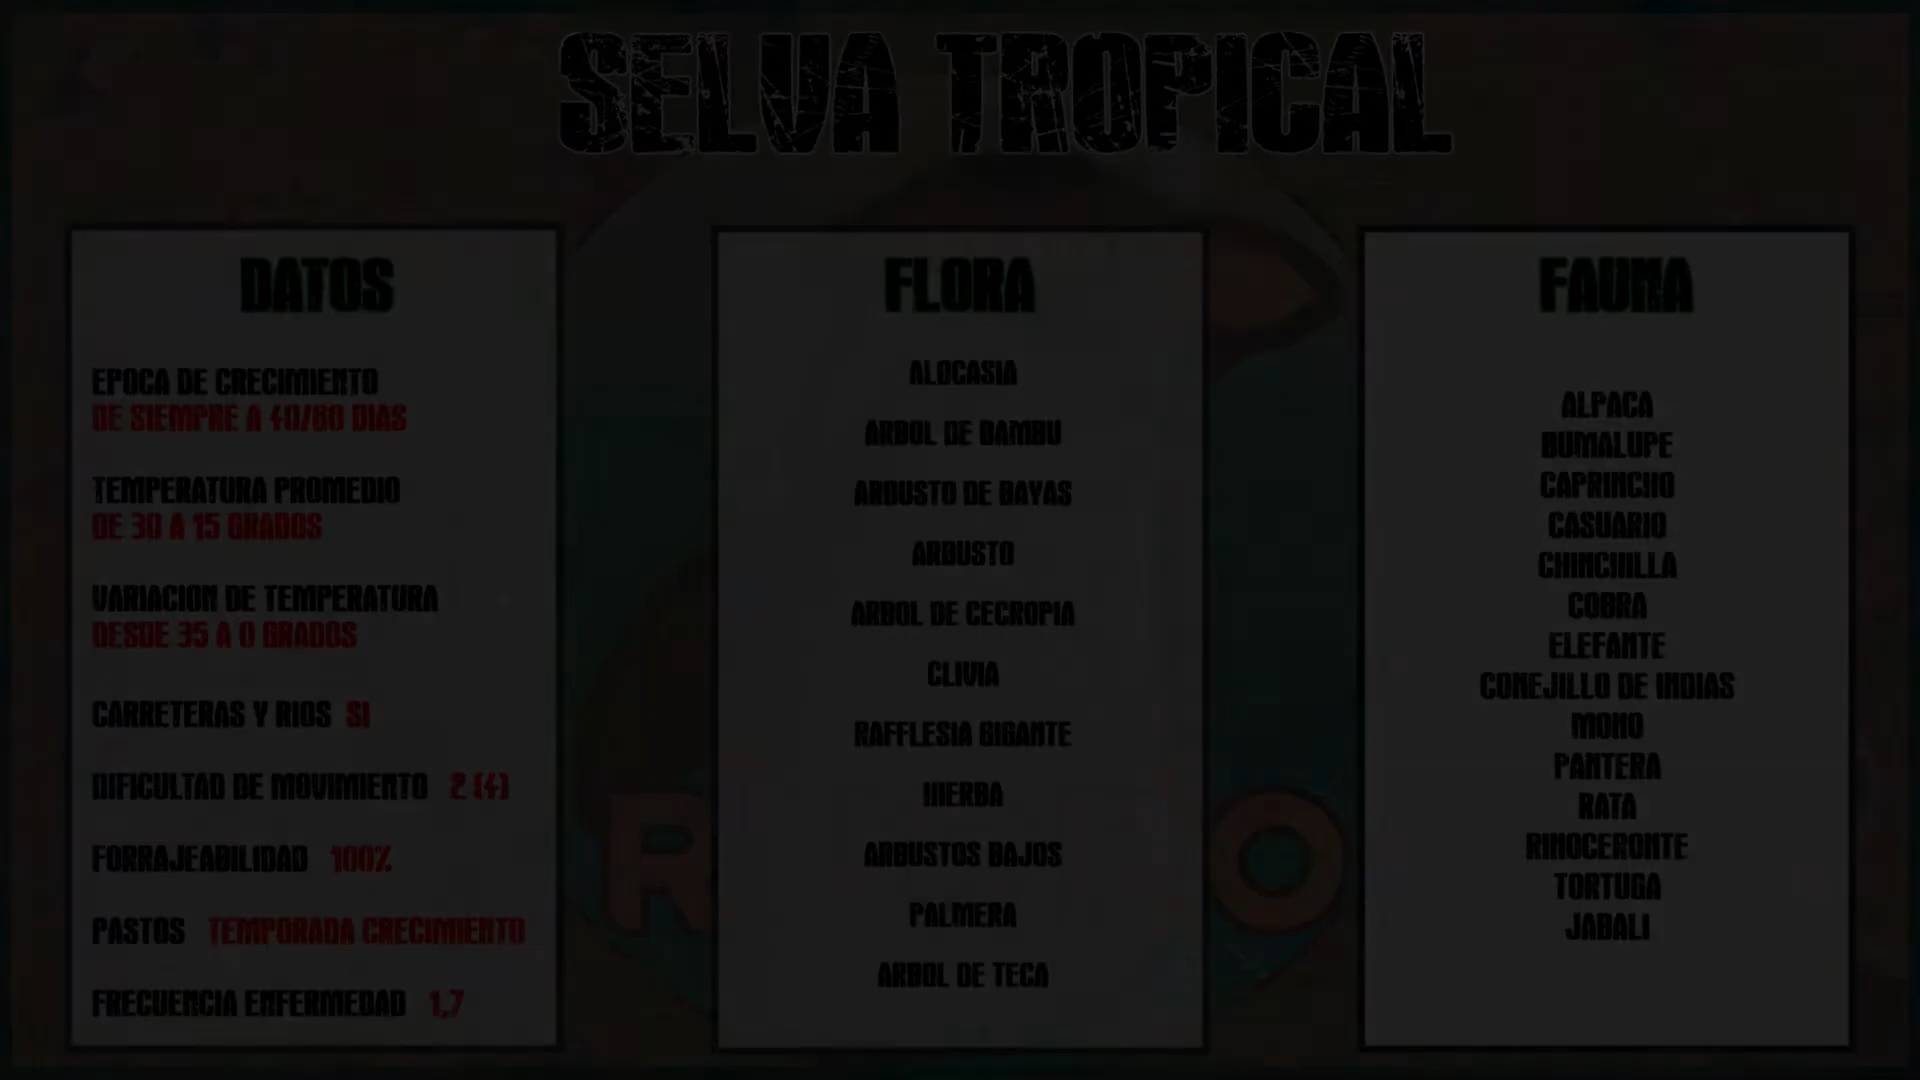 SELVA TROPICAL
DATOS
EPOCA DE CRECIMIENTO
DE SIEMPRE A 40/60 DIAS
TEMPERATURA PROMEDIO
DE 30 A 15 GRADOS
VARIACION DE TEMPERATURA
DESDE 35 A 0 GRADOS
CARRETERAS Y RIOS SI
DIFICULTAD DE MOVIMIENTO 2 (4)
FORRAJEABILIDAD 100%
PASTOS TEMPORADA CRECIMIENTO
FRECUENCIA ENFERMEDAD 1,7
FLORA
ALOCASIA
ARBOL DE BAMBU
ARBUSTO DE BAYAS
ARBUSTO
ARBOL DE CECROPIA
CLIVIA
RAFFLESIA GIGANTE
HIERBA
ARBUSTOS BAJOS
PALMERA
ARBOL DE TECA
FAUNA
ALPACA
BUMALUPE
CAPRINCHO
CASUARIO
CHINCHILLA
COBRA
ELEFANTE
CONEJILLO DE INDIAS
MONO
PANTERA
RATA
RINOCERONTE
TORTUGA
JABALI